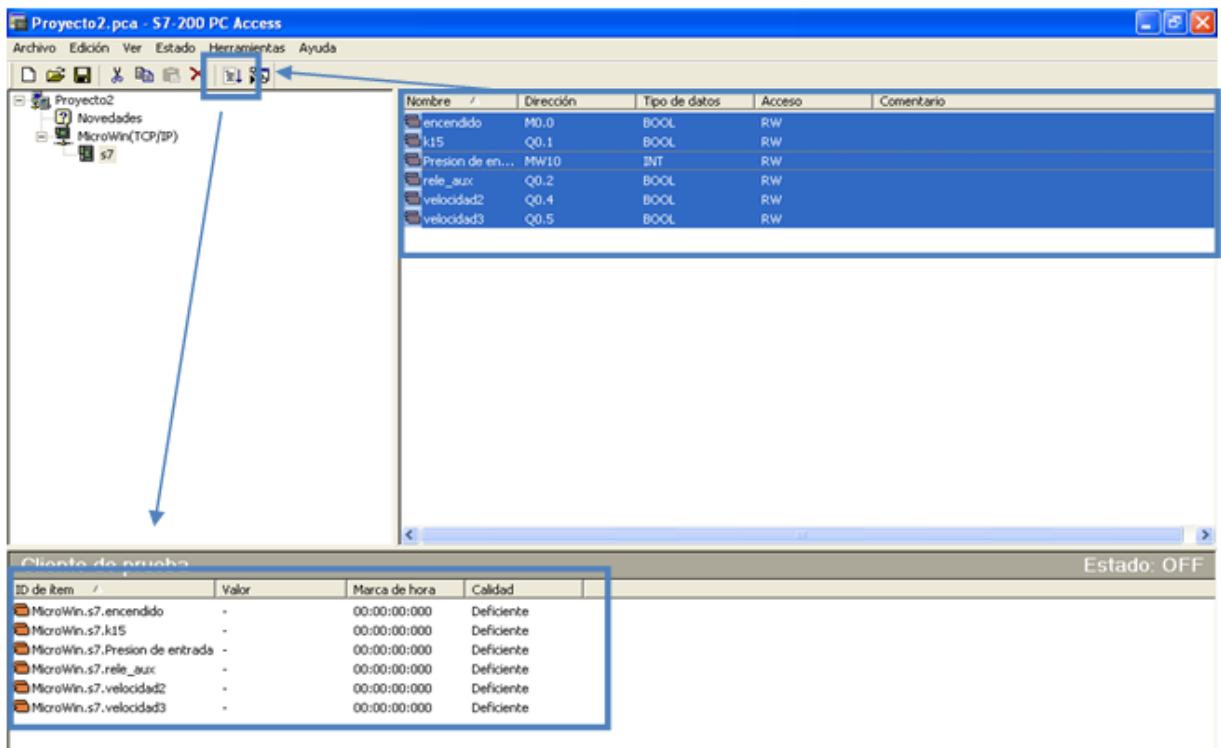 Proyecto2.pca - S7-200 PC Access
Archivo Edición Ver Estado Herramientas Ayuda
Proyecto2
Novedades
MicroWin(TCP/IP)
s7
Nombre Dirección Tipo de datos Acceso Comentario
encendido M0.0 BOOL RW
k15 Q0.1 BOOL RW
Presion de en... MW10 INT RW
rele_aux Q0.2 BOOL RW
velocidad2 Q0.4 BOOL RW
velocidad3 Q0.5 BOOL RW
Cliente de prueba Estado: OFF
ID de ítem Valor Marca de hora Calidad
MicroWin.s7.encendido - 00:00:00:000 Deficiente
MicroWin.s7.k15 - 00:00:00:000 Deficiente
MicroWin.s7.Presion de entrada - 00:00:00:000 Deficiente
MicroWin.s7.rele_aux - 00:00:00:000 Deficiente
MicroWin.s7.velocidad2 - 00:00:00:000 Deficiente
MicroWin.s7.velocidad3 - 00:00:00:000 Deficiente